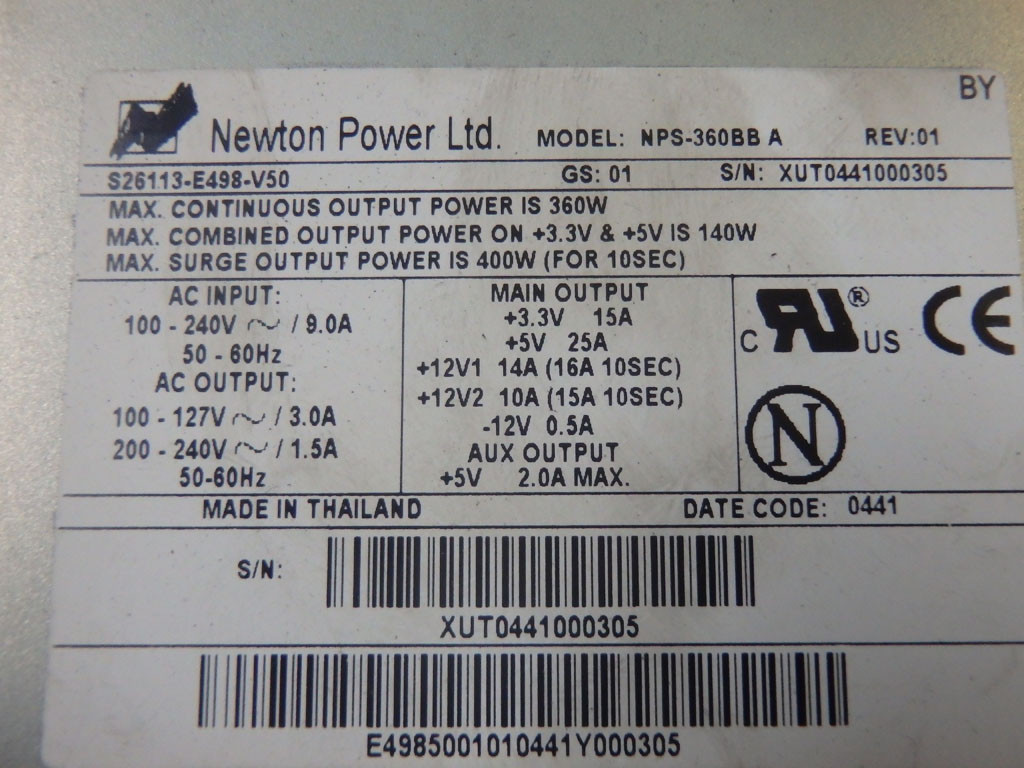 BY
Newton Power Ltd. MODEL: NPS-360BB A REV:01
S26113-E498-V50 GS: 01 S/N: XUT0441000305
MAX. CONTINUOUS OUTPUT POWER IS 360W
MAX. COMBINED OUTPUT POWER ON +3.3V & +5V IS 140W
MAX. SURGE OUTPUT POWER IS 400W (FOR 10SEC)
AC INPUT:
100 - 240V ～ / 9.0A
50 - 60Hz
AC OUTPUT:
100 - 127V ～ / 3.0A
200 - 240V ～ / 1.5A
50-60Hz
MAIN OUTPUT
+3.3V 15A
+5V 25A
+12V1 14A (16A 10SEC)
+12V2 10A (15A 10SEC)
-12V 0.5A
AUX OUTPUT
+5V 2.0A MAX.
C RU® US CE
N
MADE IN THAILAND DATE CODE: 0441
S/N:
XUT0441000305
E4985001010441Y000305